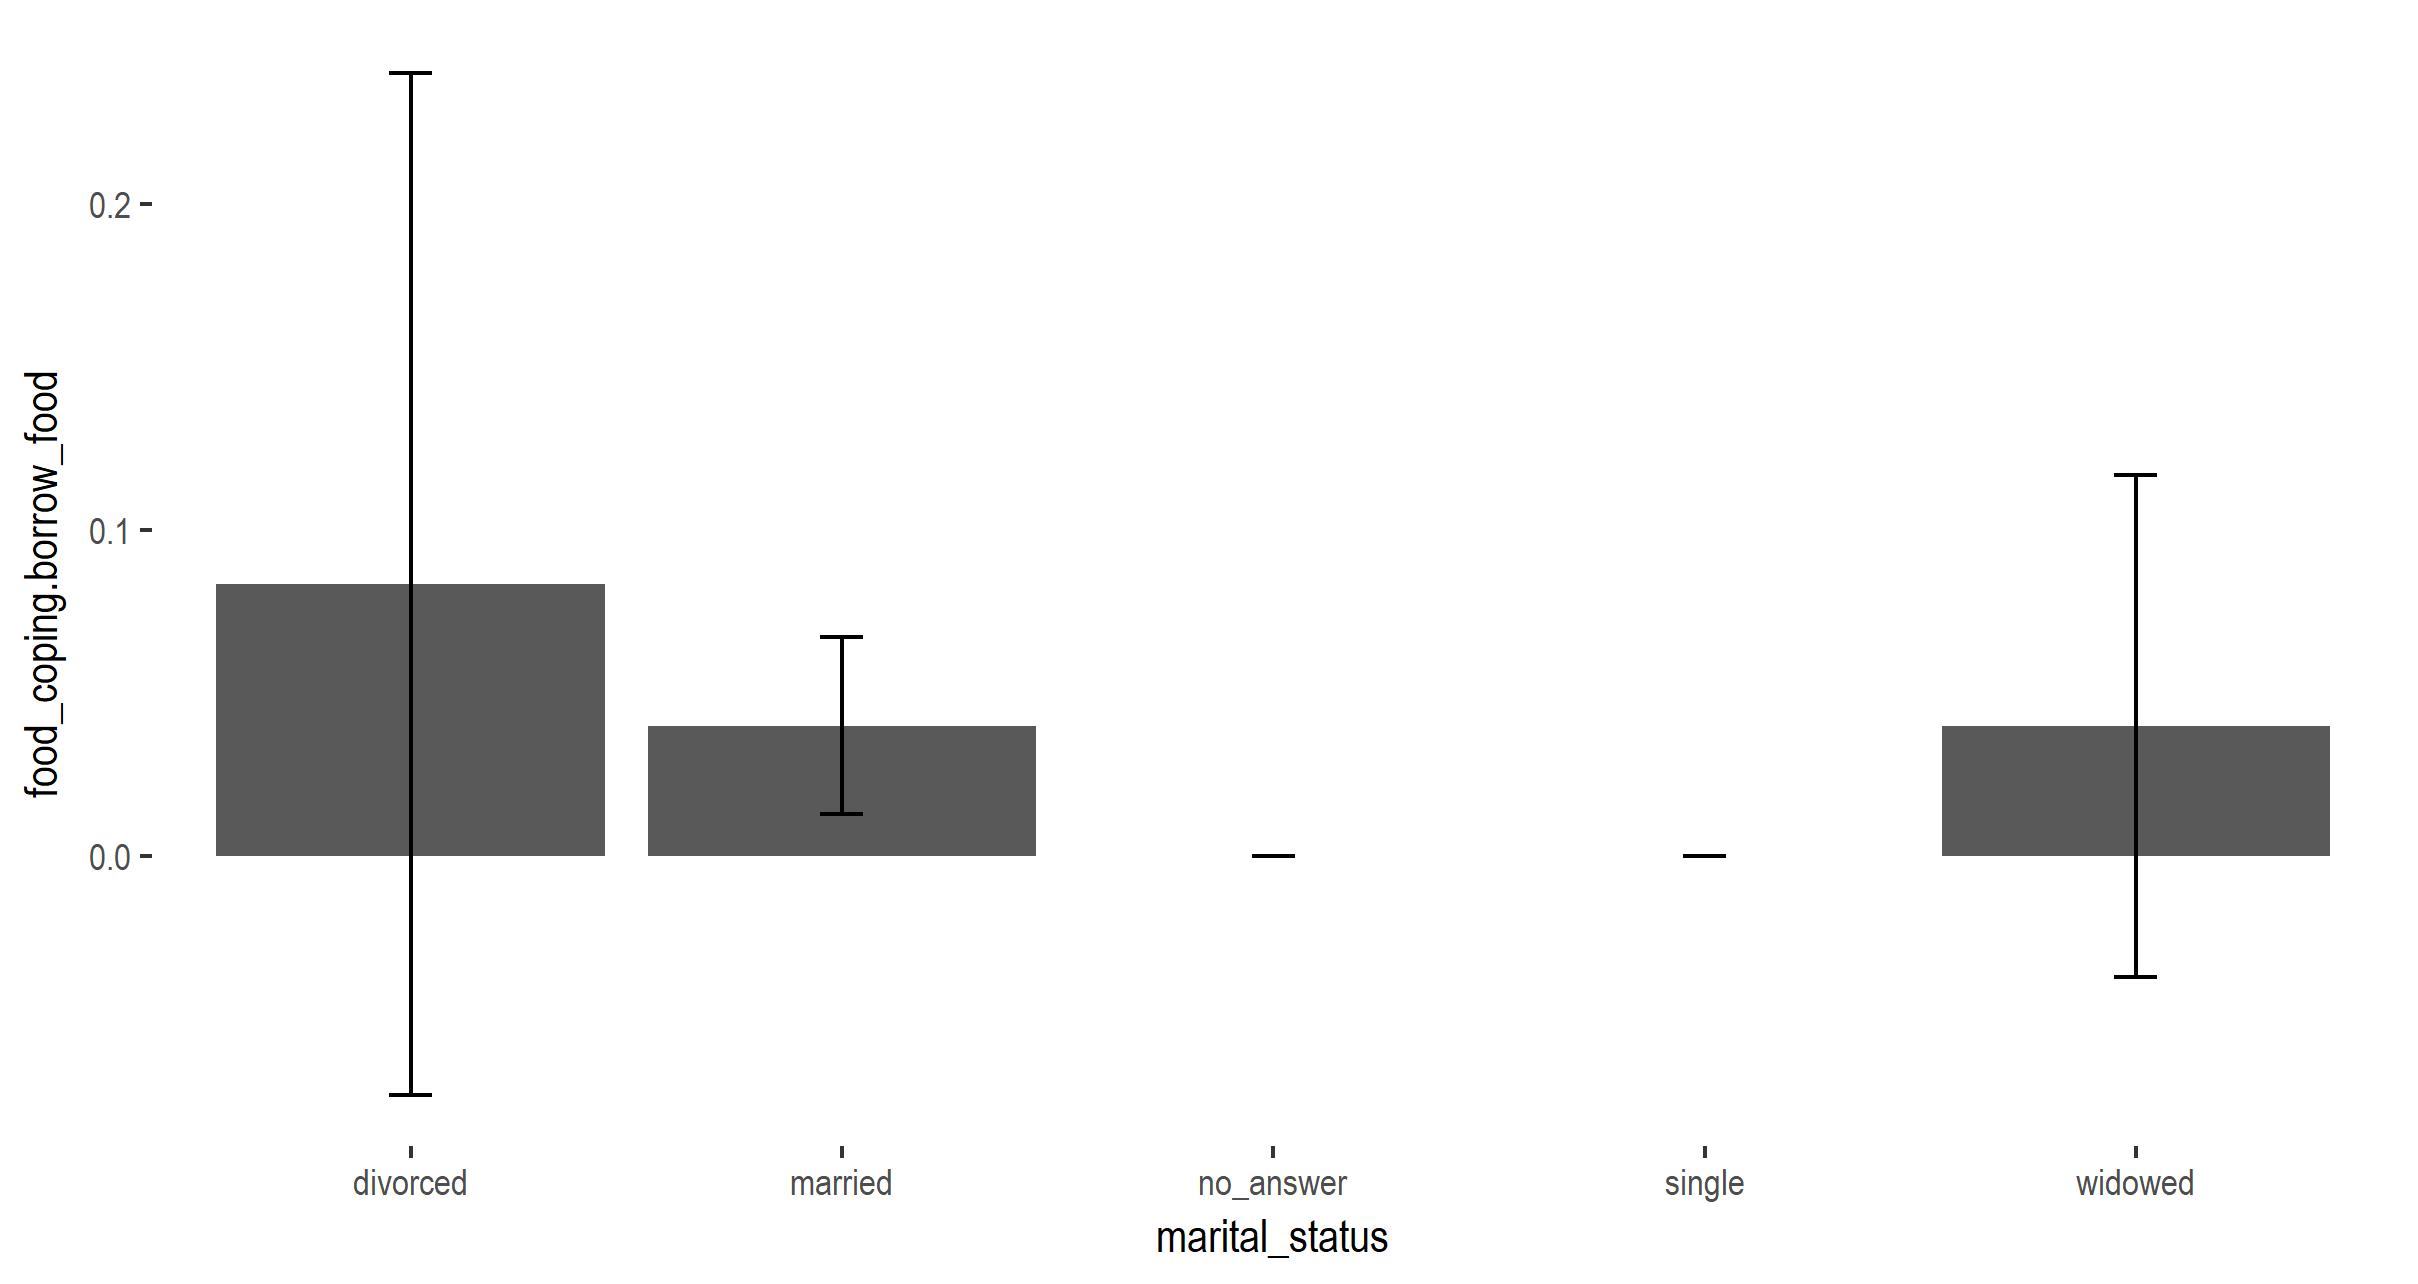 food_coping.borrow_food
0.2
0.1
0.0
divorced
married
no_answer
single
widowed
marital_status